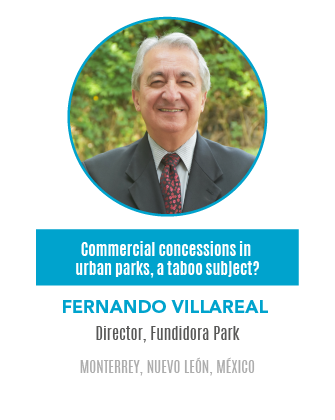 Commercial concessions in
urban parks, a taboo subject?
FERNANDO VILLAREAL
Director, Fundidora Park
MONTERREY, NUEVO LEÓN, MÉXICO